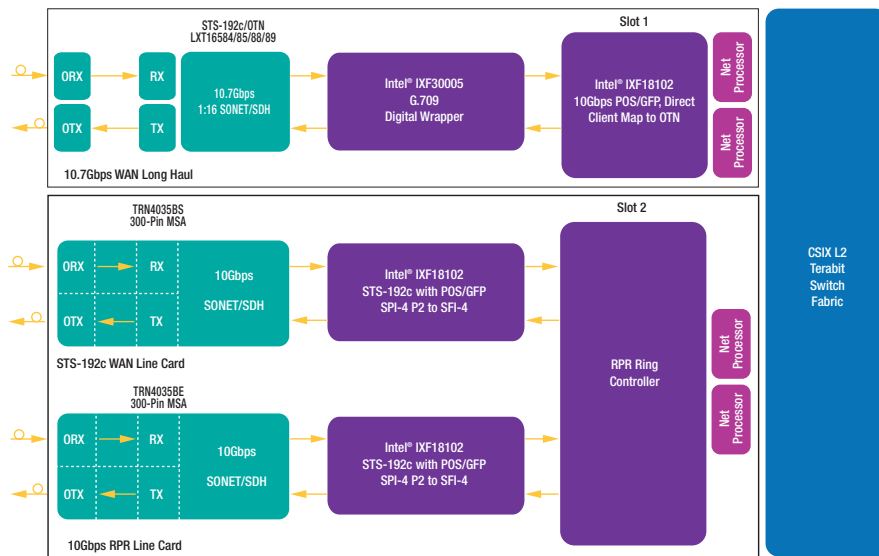 STS-192c/OTN
LXT16584/85/88/89
Slot 1
ORX
RX
OTX
TX
10.7Gbps
1:16 SONET/SDH
Intel® IXF30005
G.709
Digital Wrapper
Intel® IXF18102
10Gbps POS/GFP, Direct
Client Map to OTN
Net
Processor
Net
Processor
10.7Gbps WAN Long Haul
TRN4035BS
300-Pin MSA
Slot 2
ORX
RX
OTX
TX
10Gbps
SONET/SDH
Intel® IXF18102
STS-192c with POS/GFP
SPI-4 P2 to SFI-4
STS-192c WAN Line Card
TRN4035BE
300-Pin MSA
ORX
RX
OTX
TX
10Gbps
SONET/SDH
Intel® IXF18102
STS-192c with POS/GFP
SPI-4 P2 to SFI-4
10Gbps RPR Line Card
RPR Ring
Controller
Net
Processor
Net
Processor
CSIX L2
Terabit
Switch
Fabric